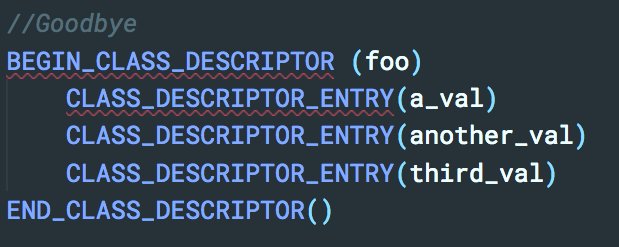 //Goodbye
BEGIN_CLASS_DESCRIPTOR (foo)
    CLASS_DESCRIPTOR_ENTRY(a_val)
    CLASS_DESCRIPTOR_ENTRY(another_val)
    CLASS_DESCRIPTOR_ENTRY(third_val)
END_CLASS_DESCRIPTOR()